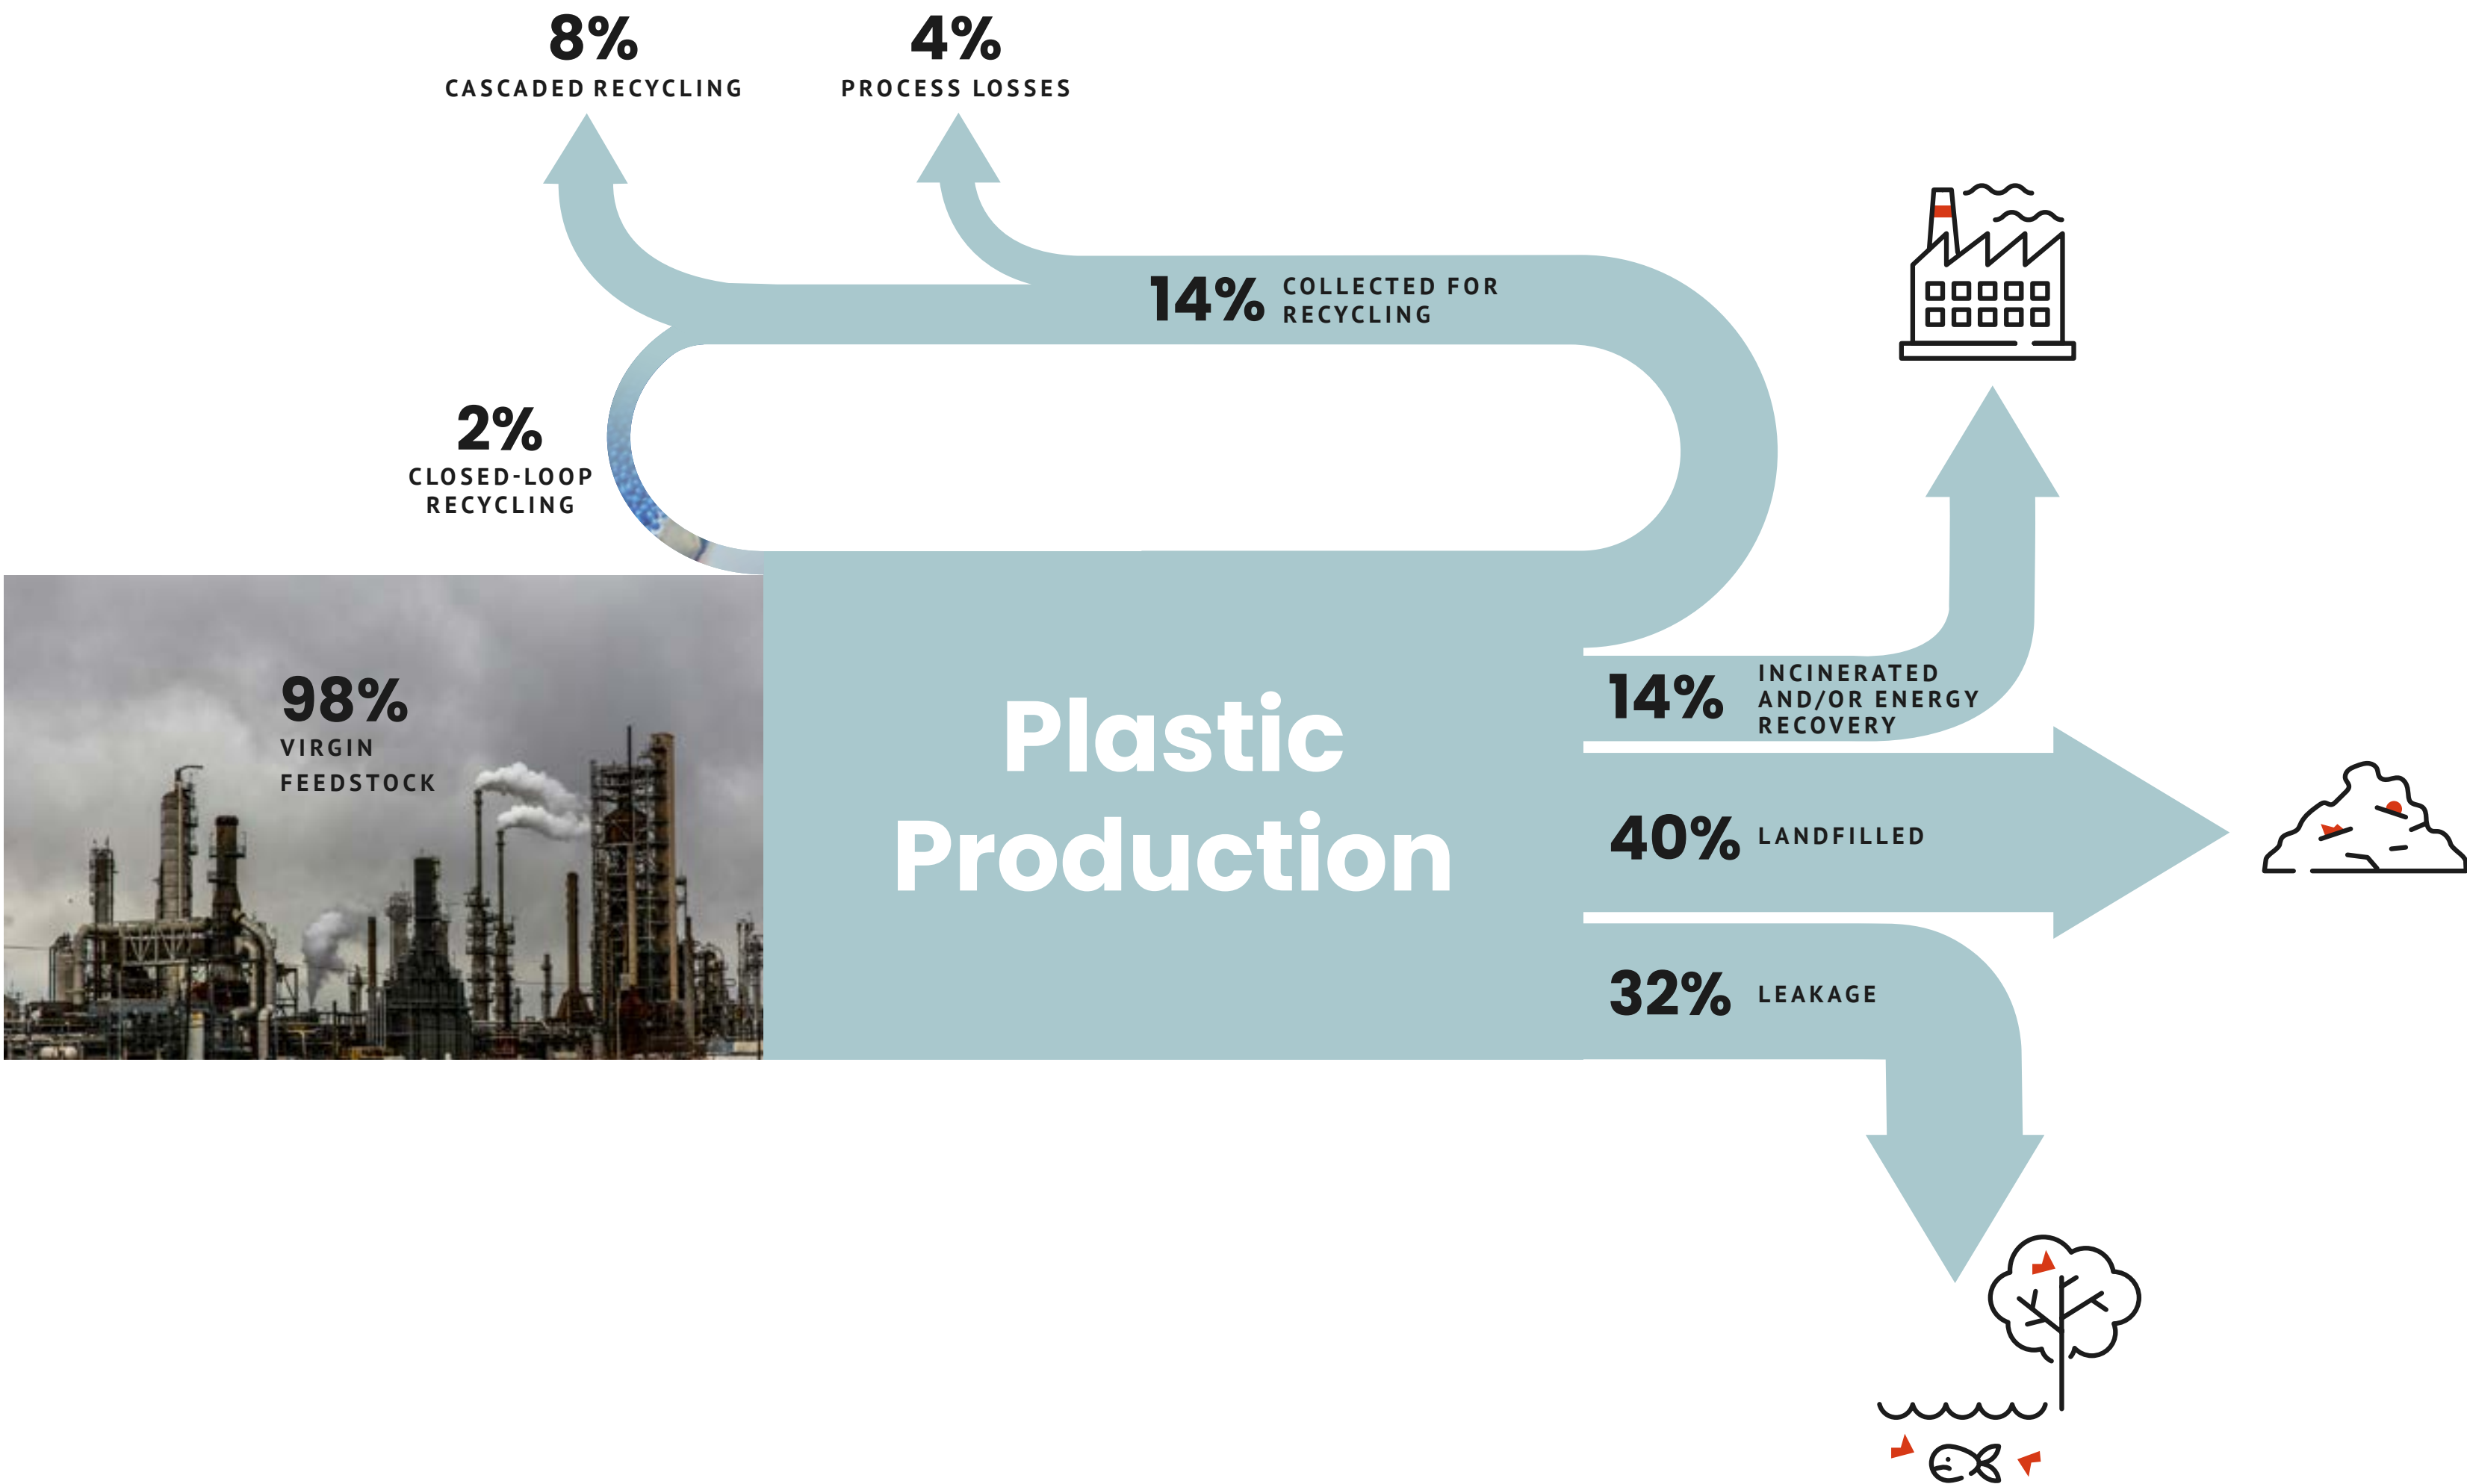 8%
CASCADED RECYCLING
4%
PROCESS LOSSES
14%
COLLECTED FOR
RECYCLING
2%
CLOSED-LOOP
RECYCLING
98%
VIRGIN
FEEDSTOCK
Plastic
Production
14%
INCINERATED
AND/OR ENERGY
RECOVERY
40%
LANDFILLED
32%
LEAKAGE